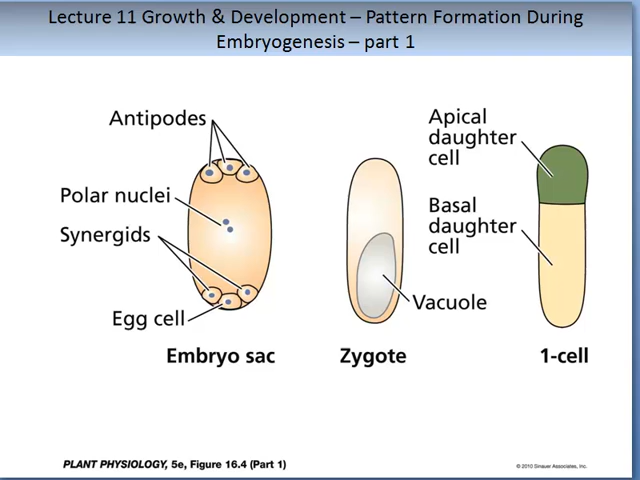 Lecture 11 Growth & Development – Pattern Formation During
Embryogenesis – part 1
Antipodes
Polar nuclei
Synergids
Egg cell
Embryo sac
Vacuole
Zygote
Apical
daughter
cell
Basal
daughter
cell
1-cell
PLANT PHYSIOLOGY, 5e, Figure 16.4 (Part 1)
© 2010 Sinauer Associates, Inc.